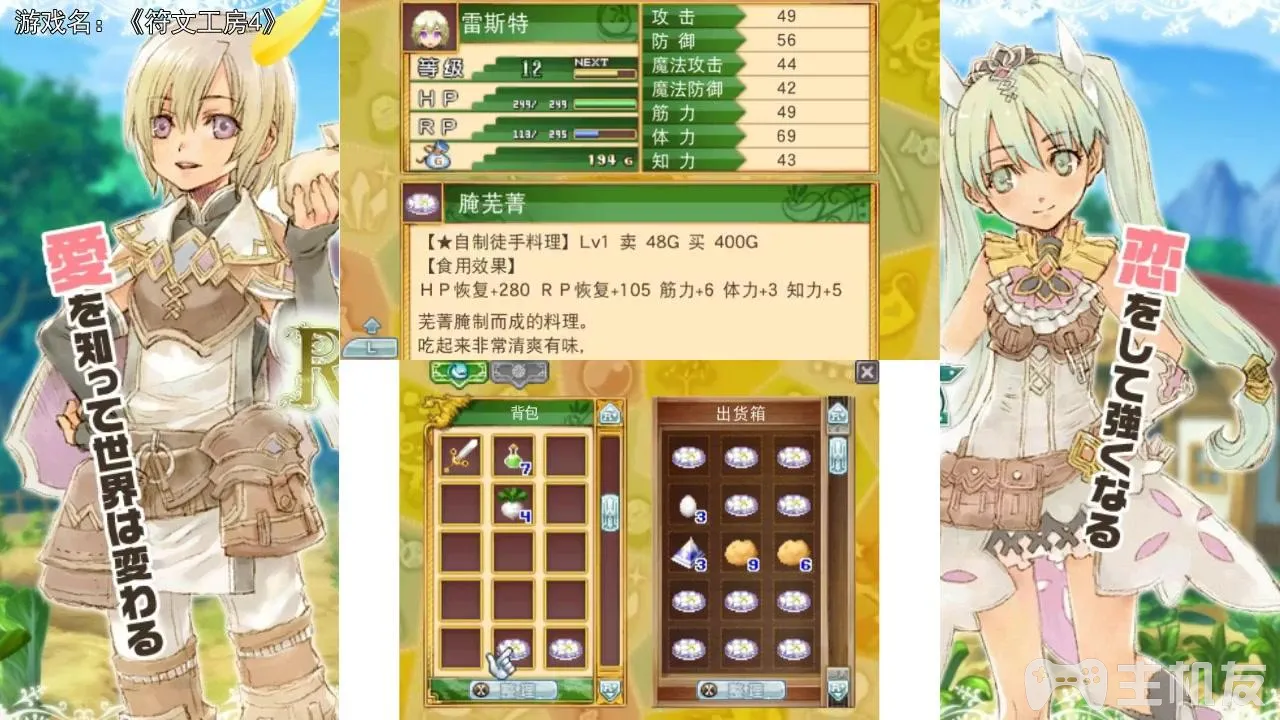 游戏名：《符文工房4》
愛を知って世界は変わる
R
雷斯特
等级 12 NEXT
HP 249/ 249
RP 113/ 295
G 194 G
攻击 49
防御 56
魔法攻击 44
魔法防御 42
筋力 49
体力 69
知力 43
腌芜菁
【★自制徒手料理】Lv1 卖 48G 买 400G
【食用效果】
HP恢复+280 RP恢复+105 筋力+6 体力+3 知力+5
芜菁腌制而成的料理。
吃起来非常清爽有味，
L
背包
7
4
X 整理
出货箱
3
3 9 6
X 整理
恋をして強くなる
主机友